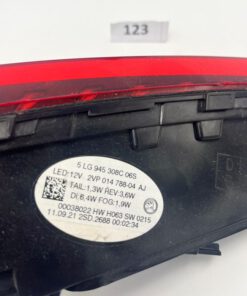 123
5 LG 945 308C 06S
LED:12V 2VP 014 788-04 AJ
TAIL:1,3W REV:3,6W
DI:6,4W FOG:1,9W
00038022 HW H063 SW 0215
11.09.21 2SD.2688 00:02:34